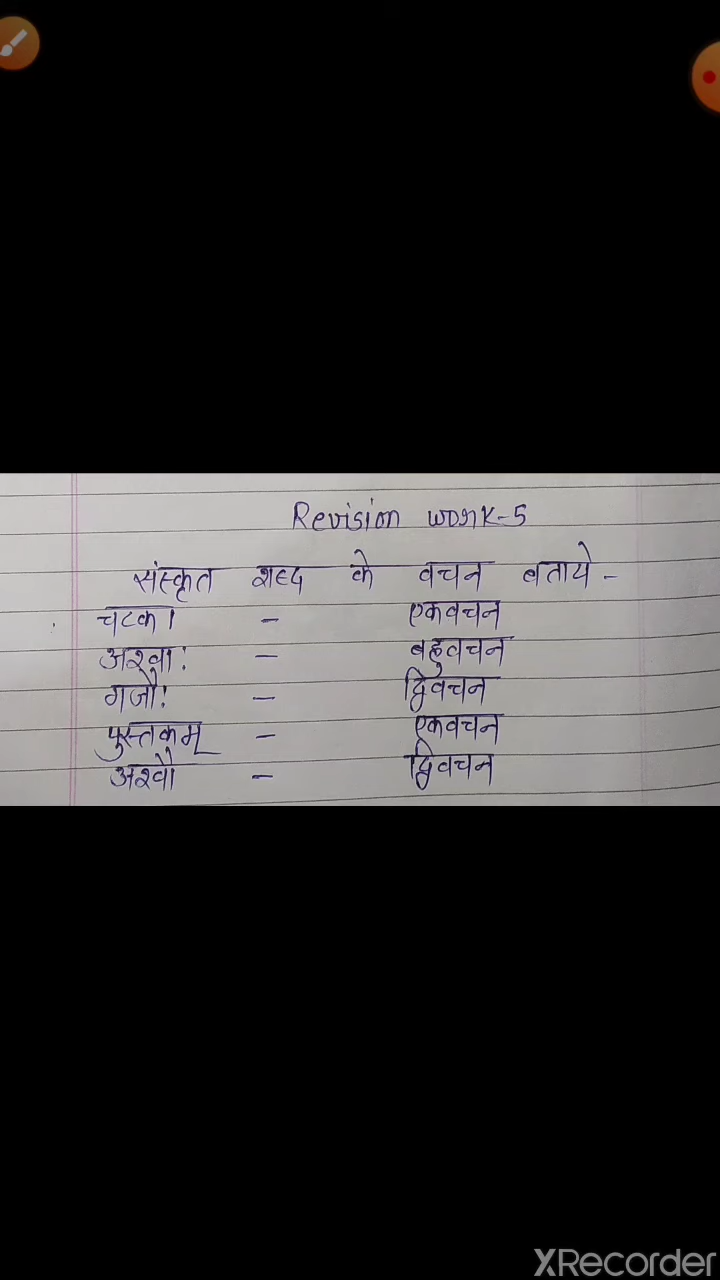 Revision work-5
संस्कृत शब्द के वचन बताये -
चटका - एकवचन
अश्वा: - बहुवचन
गजौ: - द्विवचन
पुस्तकम् - एकवचन
अश्वौ - द्विवचन
XRecorder